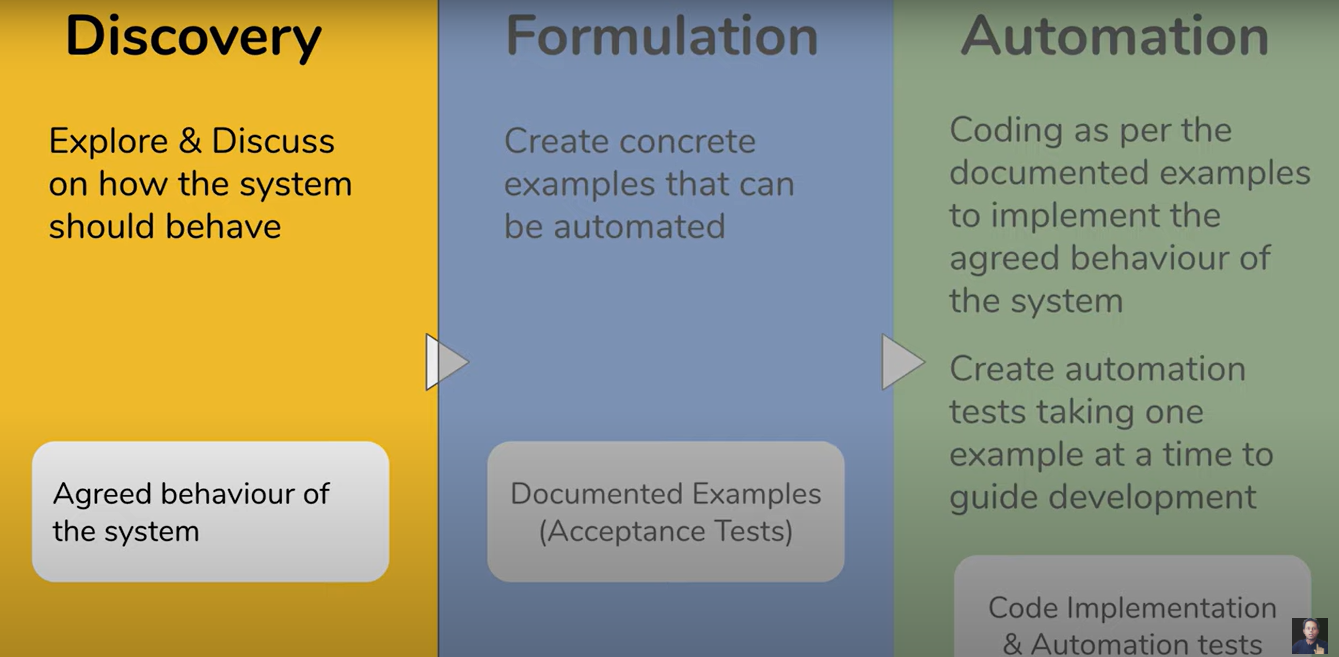 Discovery
Explore & Discuss
on how the system
should behave
Agreed behaviour of
the system
Formulation
Create concrete
examples that can
be automated
Documented Examples
(Acceptance Tests)
Automation
Coding as per the
documented examples
to implement the
agreed behaviour of
the system
Create automation
tests taking one
example at a time to
guide development
Code Implementation
& Automation tests